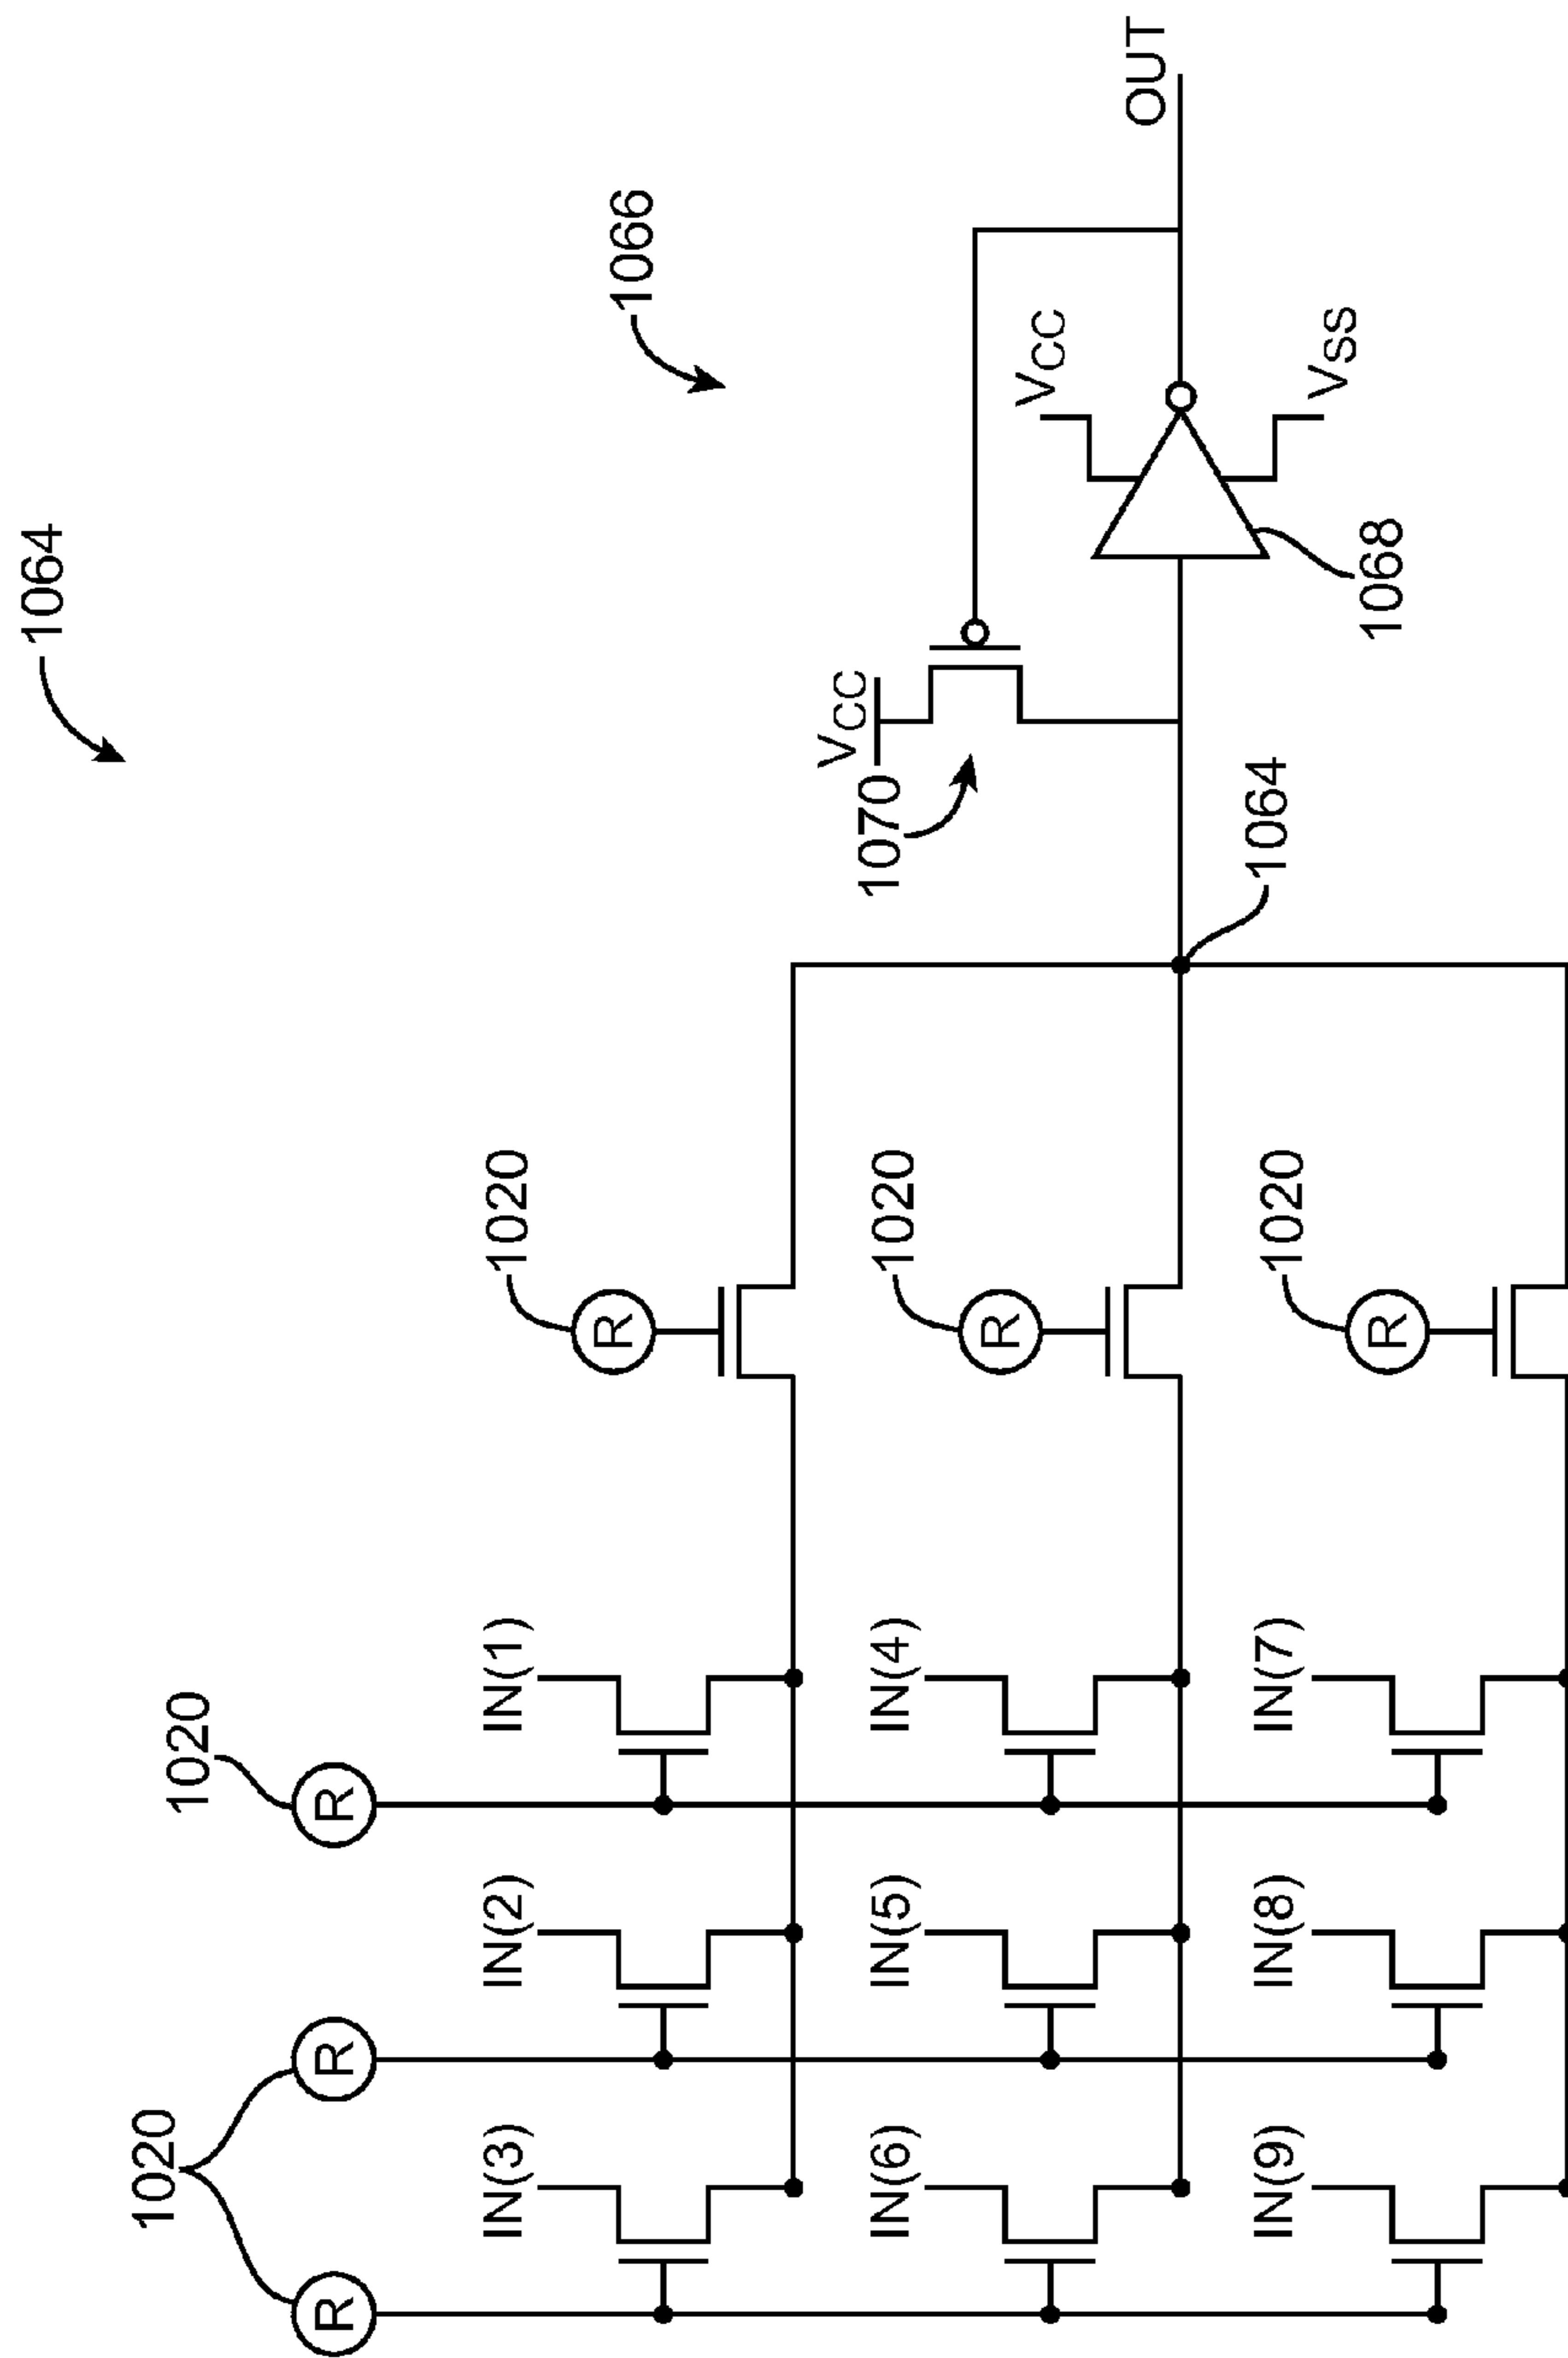 1064
1066
OUT
VCC
VCC
VSS
1070
1068
1064
1020
R
1020
R
1020
R
1020
R
IN(1)
IN(4)
IN(7)
1020
R
R
IN(2)
IN(5)
IN(8)
IN(3)
IN(6)
IN(9)